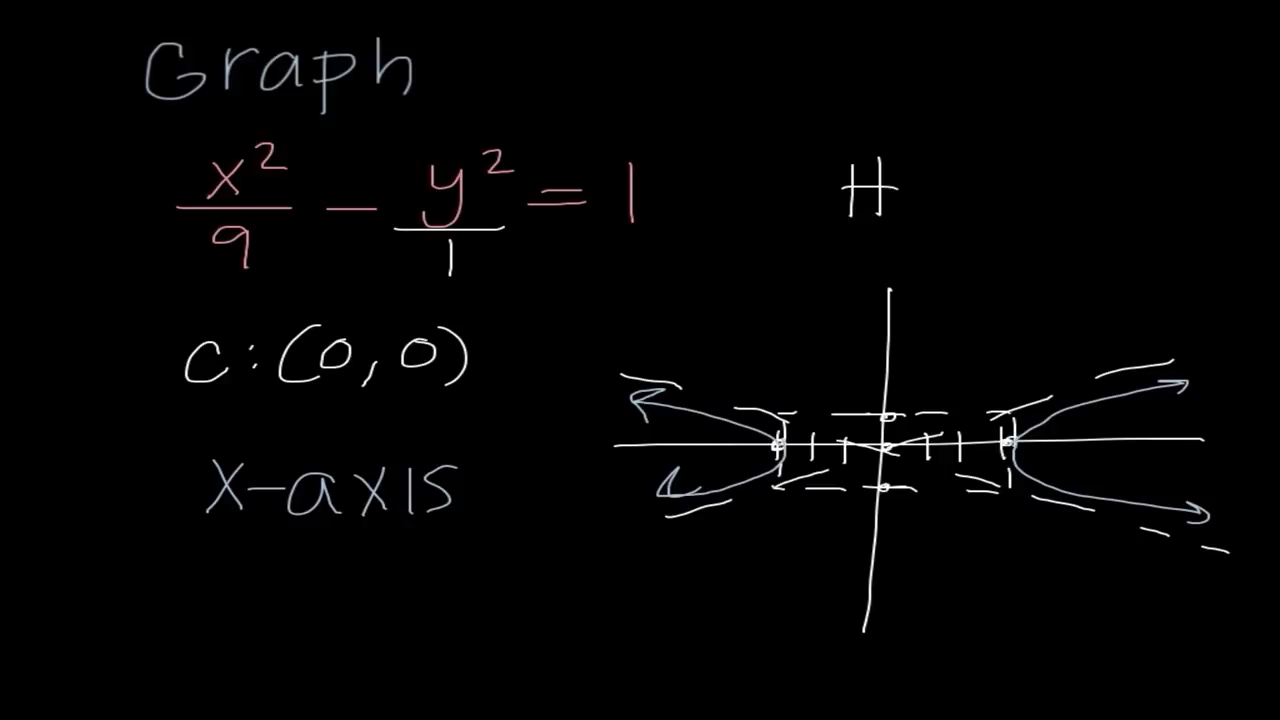 Graph
x²/9 − y²/1 = 1
H
c: (0,0)
x-axis